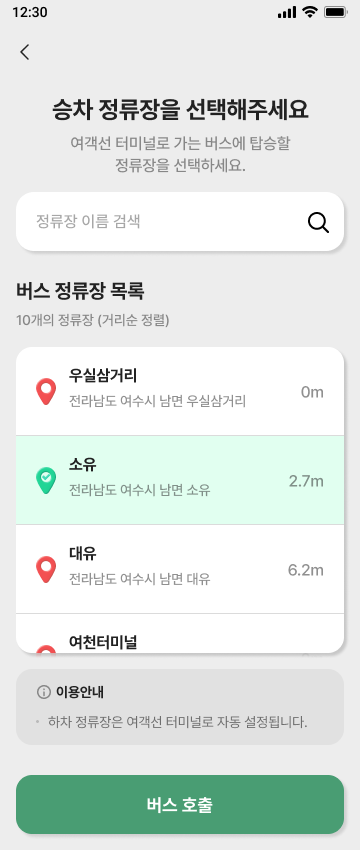 12:30
승차 정류장을 선택해주세요
여객선 터미널로 가는 버스에 탑승할
정류장을 선택하세요.
정류장 이름 검색
버스 정류장 목록
10개의 정류장 (거리순 정렬)
우실삼거리
전라남도 여수시 남면 우실삼거리
0m
소유
전라남도 여수시 남면 소유
2.7m
대유
전라남도 여수시 남면 대유
6.2m
여천터미널
이용안내
• 하차 정류장은 여객선 터미널로 자동 설정됩니다.
버스 호출